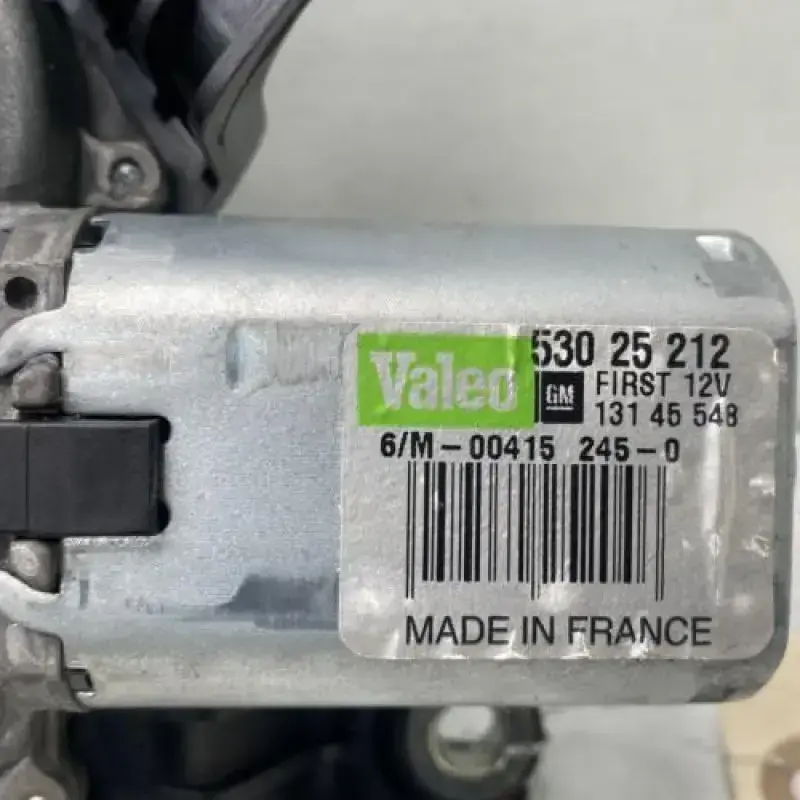 Valeo 530 25 212
GM FIRST 12V
131 45 548
6/M-00415 245-0
MADE IN FRANCE